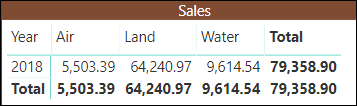 Sales
Year Air Land Water Total
2018 5,503.39 64,240.97 9,614.54 79,358.90
Total 5,503.39 64,240.97 9,614.54 79,358.90